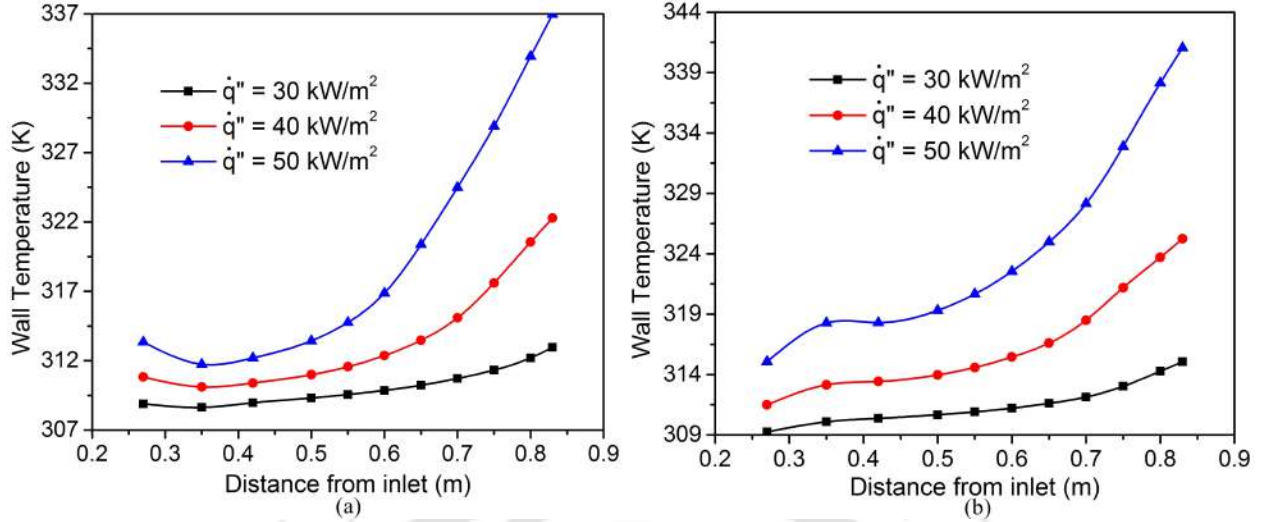 337
332
327
322
317
312
307
Wall Temperature (K)
q̇" = 30 kW/m²
q̇" = 40 kW/m²
q̇" = 50 kW/m²
0.2 0.3 0.4 0.5 0.6 0.7 0.8 0.9
Distance from inlet (m)
(a)
344
339
334
329
324
319
314
309
Wall Temperature (K)
q̇" = 30 kW/m²
q̇" = 40 kW/m²
q̇" = 50 kW/m²
0.2 0.3 0.4 0.5 0.6 0.7 0.8 0.9
Distance from inlet (m)
(b)